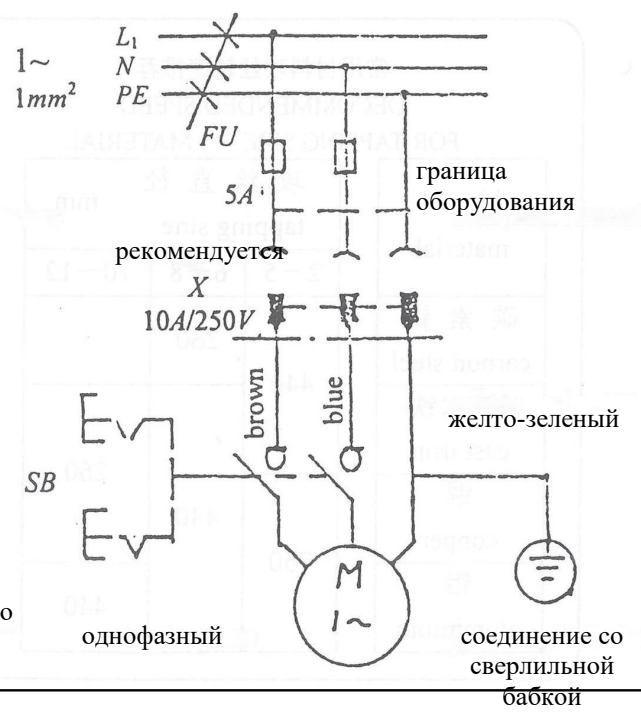 L₁
1~
N
1mm²
PE
FU
5A
граница
оборудования
рекомендуется
X
10A/250V
brown
blue
желто-зеленый
SB
M
1~
о
однофазный
соединение со
сверлильной
бабкой